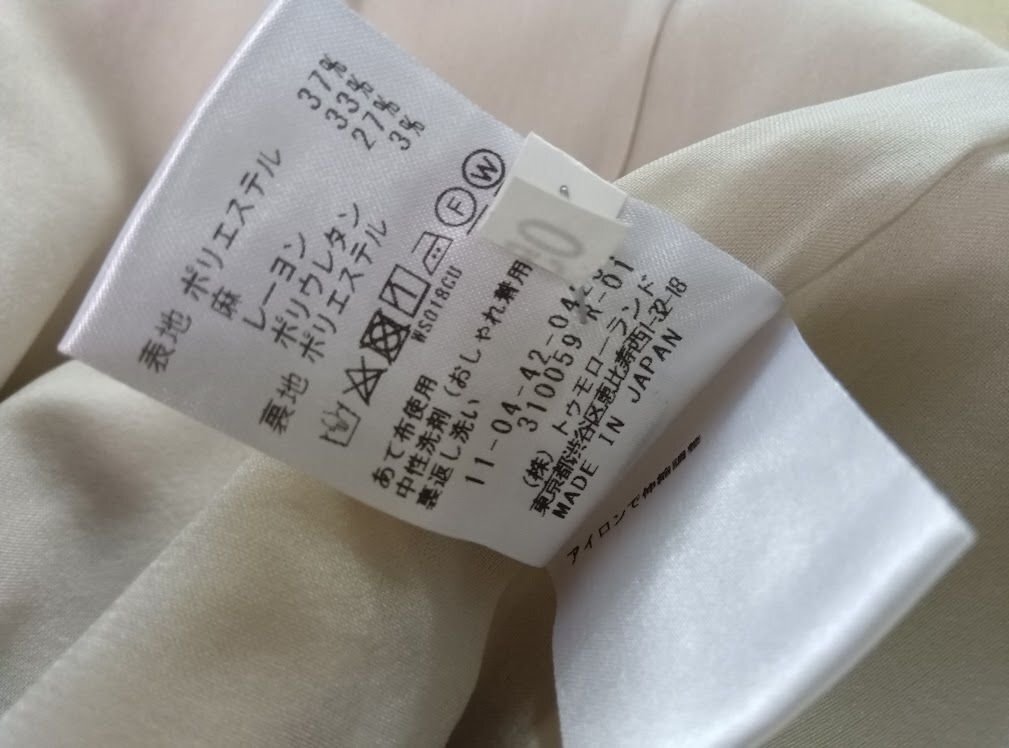 表地 ポリエステル 37%
麻 33%
レーヨン 27%
ポリウレタン 3%
裏地 ポリエステル
F
W
WS018GU
あて布使用
中性洗剤(おしゃれ着用
裏返し洗い
11-04-42-04
310059 R-01
(株)トゥモローランド
東京都渋谷区恵比寿西1-32-18
MADE IN JAPAN
アイロンで伸縮調整